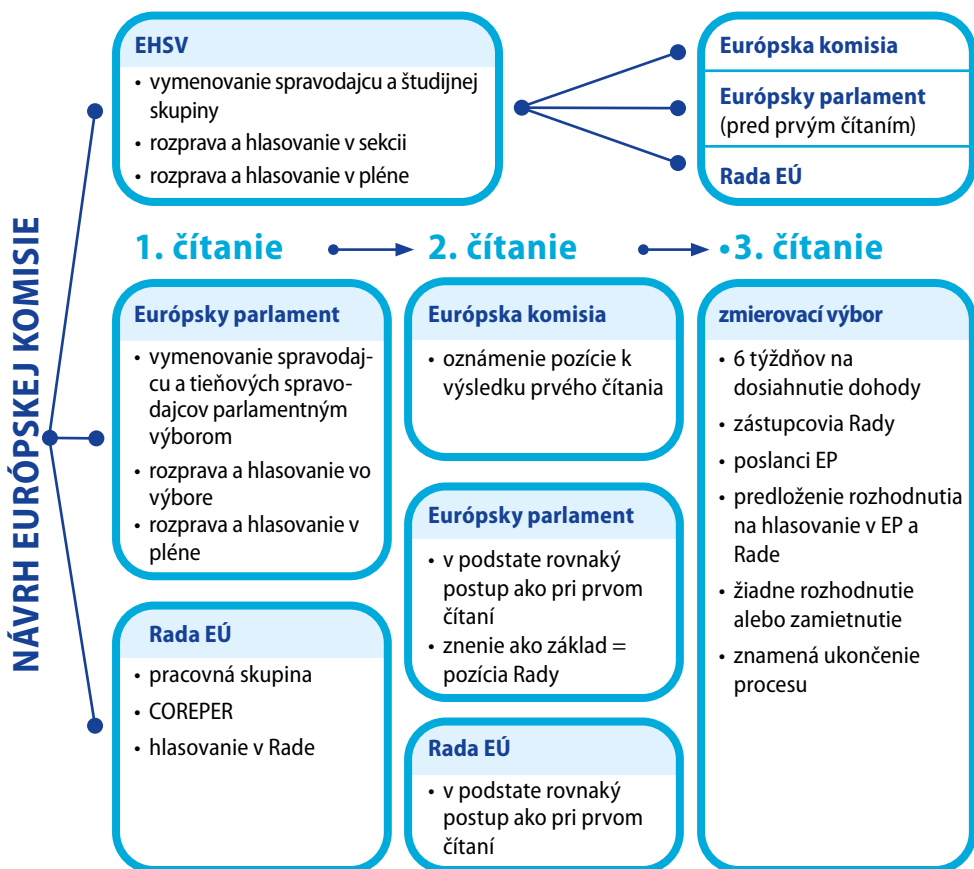 NÁVRH EURÓPSKEJ KOMISIE
EHSV
• vymenovanie spravodajcu a študijnej
skupiny
• rozprava a hlasovanie v sekcii
• rozprava a hlasovanie v pléne
Európska komisia
Európsky parlament
(pred prvým čítaním)
Rada EÚ
1. čítanie
2. čítanie
•3. čítanie
Európsky parlament
• vymenovanie spravodaj-
cu a tieňových spravo-
dajcov parlamentným
výborom
• rozprava a hlasovanie vo
výbore
• rozprava a hlasovanie v
pléne
Rada EÚ
• pracovná skupina
• COREPER
• hlasovanie v Rade
Európska komisia
• oznámenie pozície k
výsledku prvého čítania
Európsky parlament
• v podstate rovnaký
postup ako pri prvom
čítaní
• znenie ako základ =
pozícia Rady
Rada EÚ
• v podstate rovnaký
postup ako pri prvom
čítaní
zmierovací výbor
• 6 týždňov na
dosiahnutie dohody
• zástupcovia Rady
• poslanci EP
• predloženie rozhodnutia
na hlasovanie v EP a
Rade
• žiadne rozhodnutie
alebo zamietnutie
• znamená ukončenie
procesu